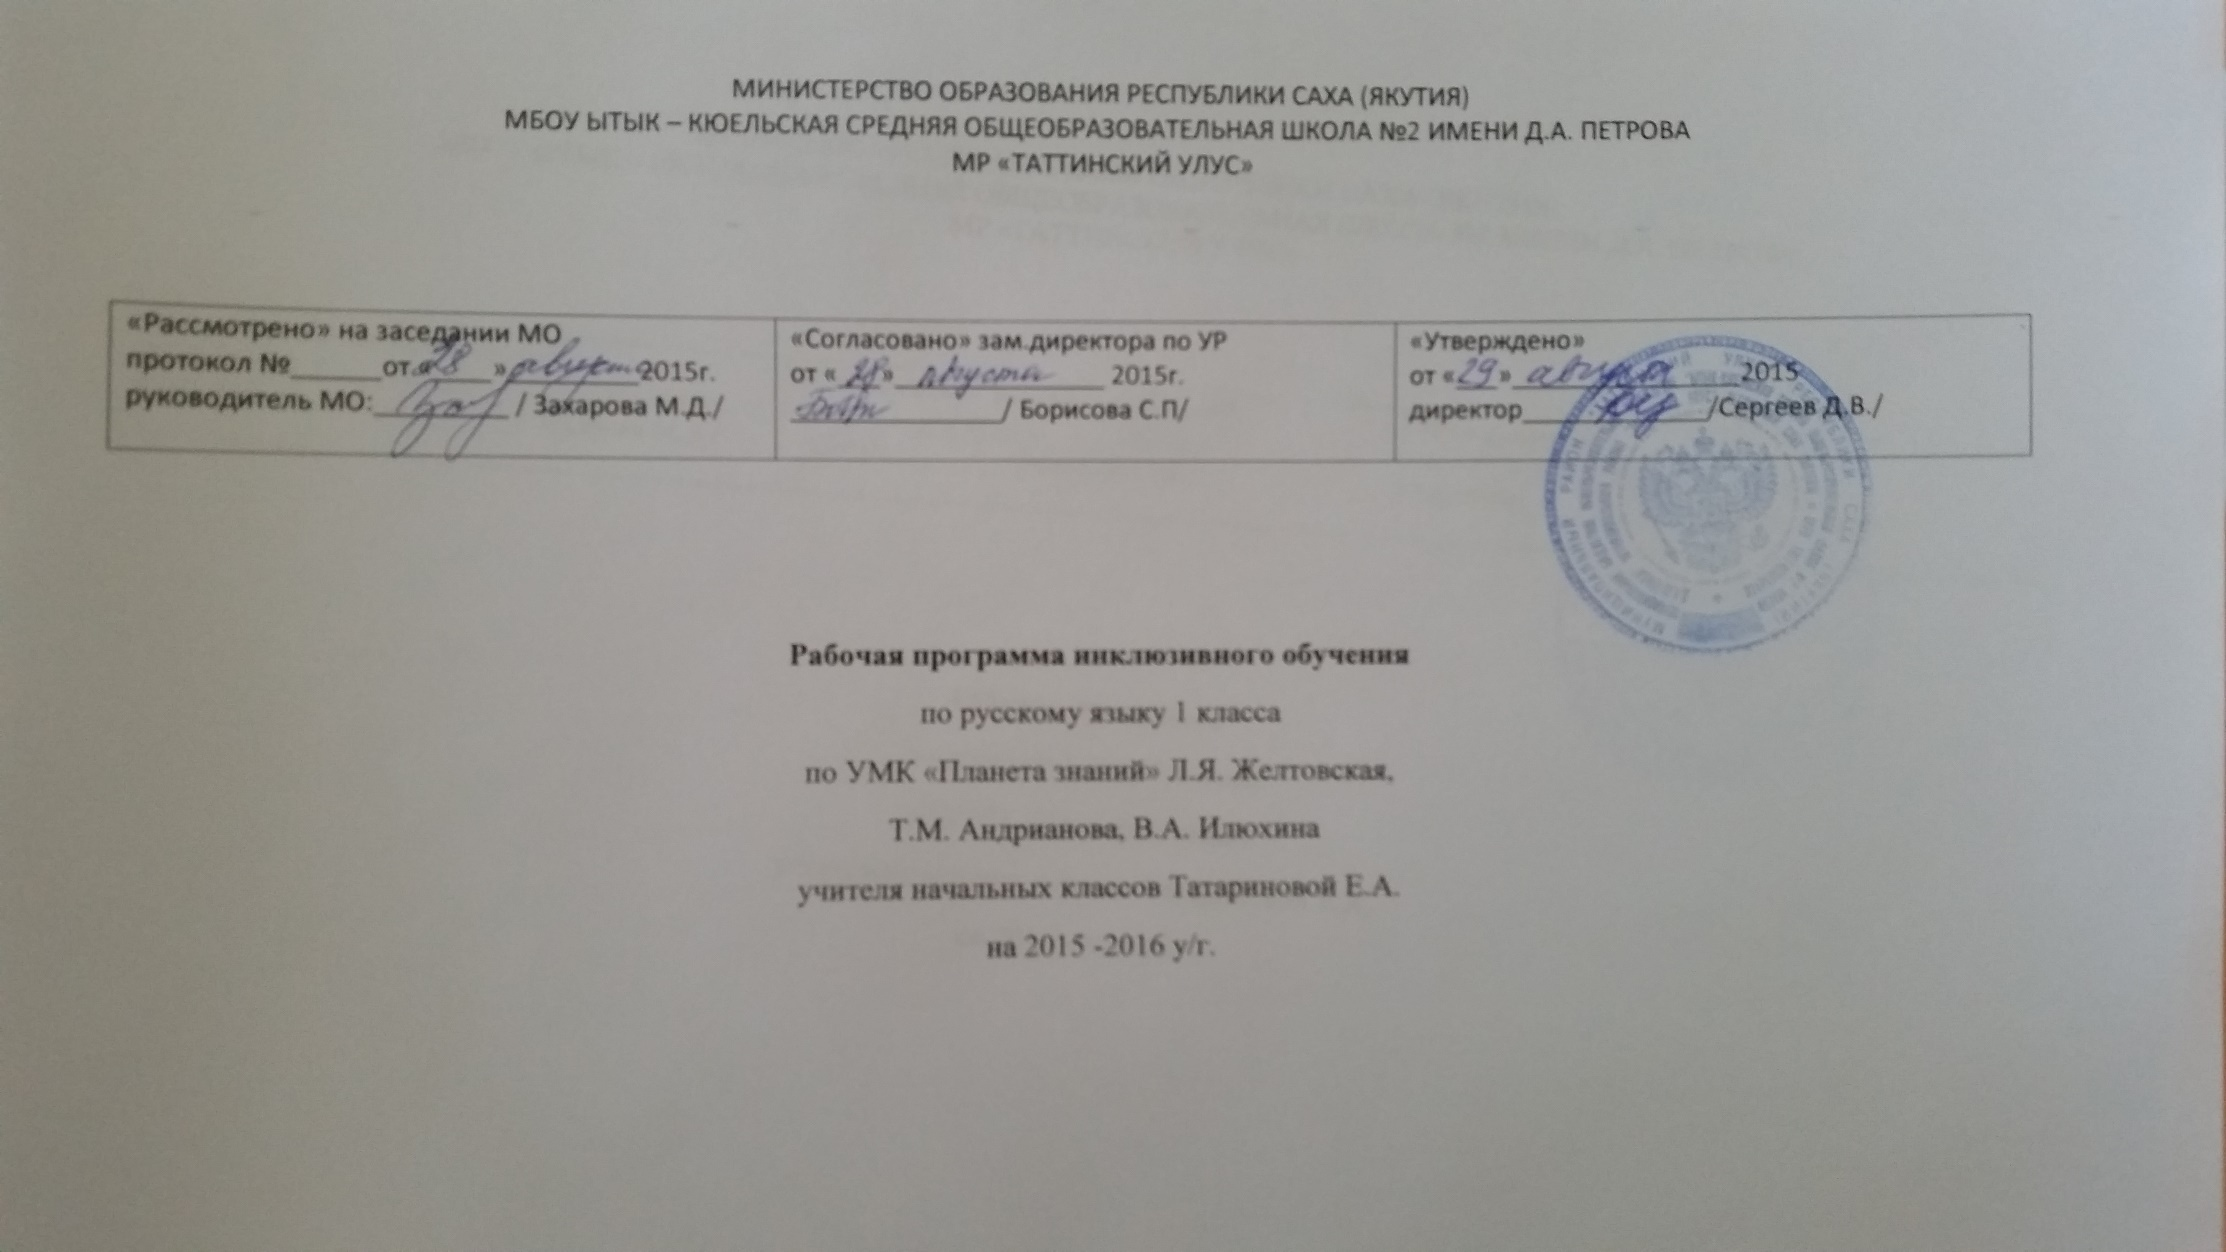 МИНИСТЕРСТВО ОБРАЗОВАНИЯ РЕСПУБЛИКИ САХА (ЯКУТИЯ)
МБОУ ЫТЫК – КЮЕЛЬСКАЯ СРЕДНЯЯ ОБЩЕОБРАЗОВАТЕЛЬНАЯ ШКОЛА №2 ИМЕНИ Д.А. ПЕТРОВА
МР «ТАТТИНСКИЙ УЛУС»
«Рассмотрено» на заседании МО
протокол №______от «28» августа 2015г.
руководитель МО:_________ / Захарова М.Д./
«Согласовано» зам.директора по УР
от «28» августа 2015г.
______________/ Борисова С.П/
«Утверждено»
от «29» августа 2015
директор_____________/Сергеев Д.В./
Рабочая программа инклюзивного обучения
по русскому языку 1 класса
по УМК «Планета знаний» Л.Я. Желтовская,
Т.М. Андрианова, В.А. Илюхина
учителя начальных классов Татариновой Е.А.
на 2015 -2016 у/г.